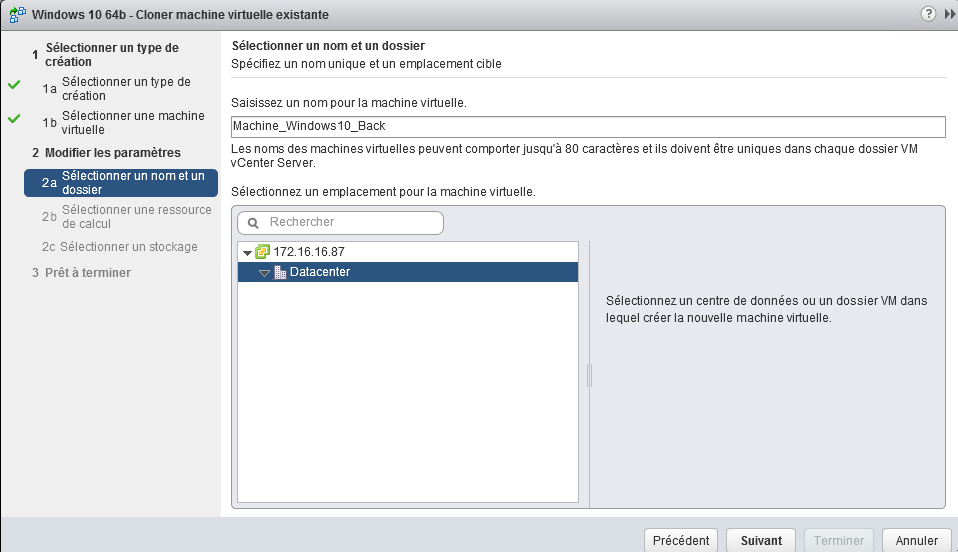 Windows 10 64b - Cloner machine virtuelle existante
?
1 Sélectionner un type de
création
1a Sélectionner un type de
création
1b Sélectionner une machine
virtuelle
2 Modifier les paramètres
2a Sélectionner un nom et un
dossier
2b Sélectionner une ressource
de calcul
2c Sélectionner un stockage
3 Prêt à terminer
Sélectionner un nom et un dossier
Spécifiez un nom unique et un emplacement cible
Saisissez un nom pour la machine virtuelle.
Machine_Windows10_Back
Les noms des machines virtuelles peuvent comporter jusqu'à 80 caractères et ils doivent être uniques dans chaque dossier VM
vCenter Server.
Sélectionnez un emplacement pour la machine virtuelle.
Rechercher
172.16.16.87
Datacenter
Sélectionnez un centre de données ou un dossier VM dans
lequel créer la nouvelle machine virtuelle.
Précédent
Suivant
Terminer
Annuler